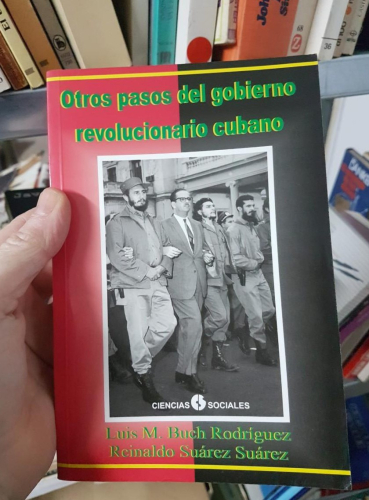 Otros pasos del gobierno
revolucionario cubano
CIENCIAS SOCIALES
Luis M. Buch Rodríguez
Reinaldo Suárez Suárez